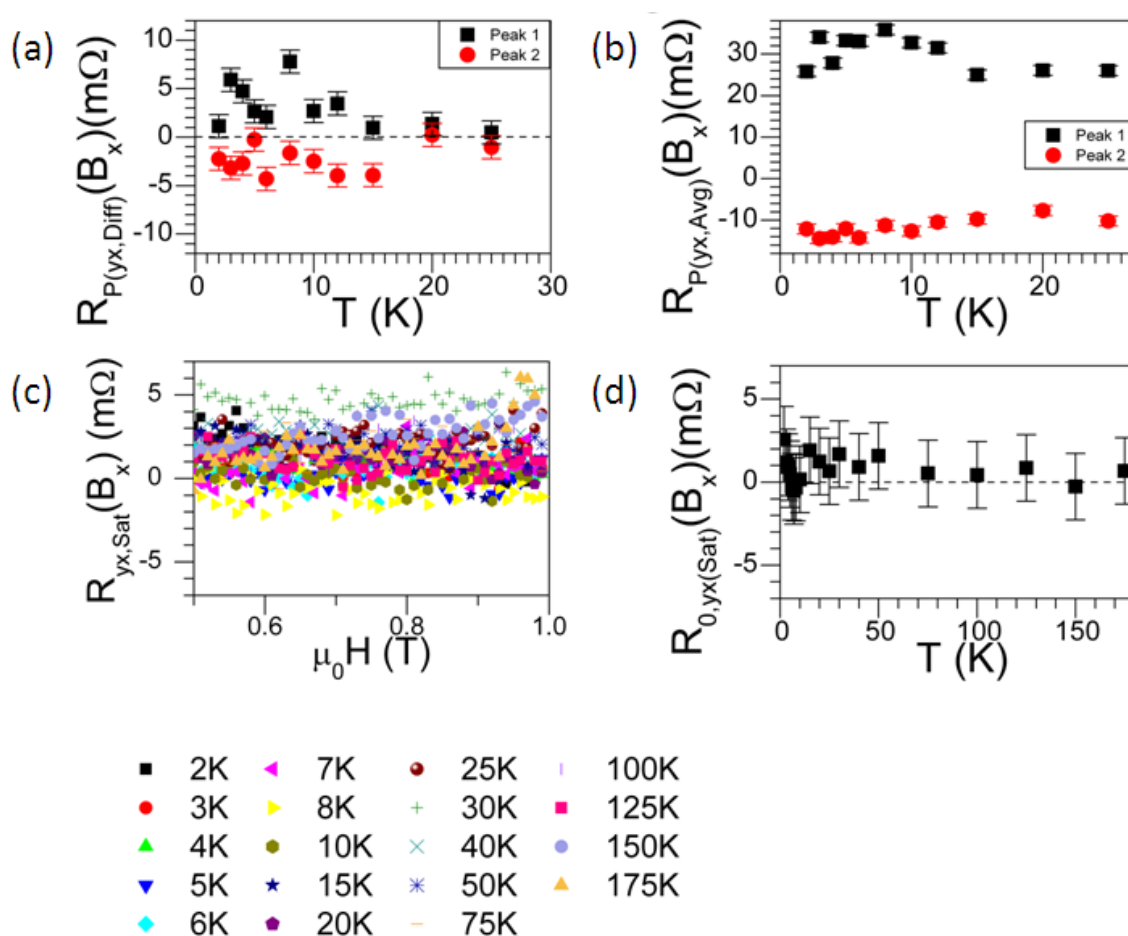 (a)
R_P(yx,Diff)(B_x)(mΩ)
10
5
0
-5
-10
Peak 1
Peak 2
0 10 20 30
T (K)
(b)
R_P(yx,Avg)(B_x)(mΩ)
30
20
10
0
-10
Peak 1
Peak 2
0 10 20
T (K)
(c)
R_yx,Sat(B_x) (mΩ)
5
0
-5
0.6 0.8 1.0
μ_0H (T)
(d)
R_0,yx(Sat)(B_x)(mΩ)
5
0
-5
0 50 100 150
T (K)
2K 7K 25K 100K
3K 8K 30K 125K
4K 10K 40K 150K
5K 15K 50K 175K
6K 20K 75K